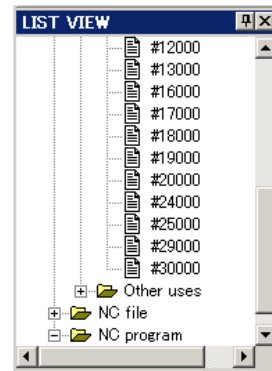 LIST VIEW
#12000
#13000
#16000
#17000
#18000
#19000
#20000
#24000
#25000
#29000
#30000
Other uses
NC file
NC program